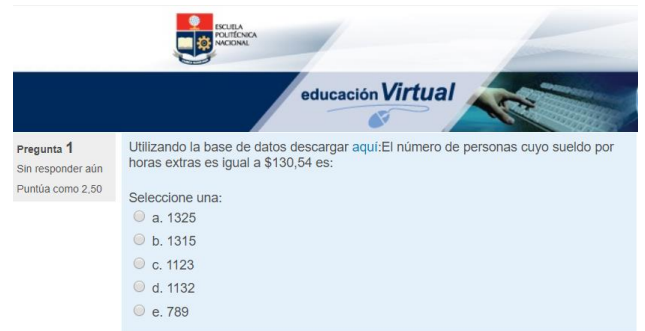 ESCUELA
POLITÉCNICA
NACIONAL
educación Virtual
Pregunta 1
Sin responder aún
Puntúa como 2,50
Utilizando la base de datos descargar aquí:El número de personas cuyo sueldo por
horas extras es igual a $130,54 es:
Seleccione una:
a. 1325
b. 1315
c. 1123
d. 1132
e. 789